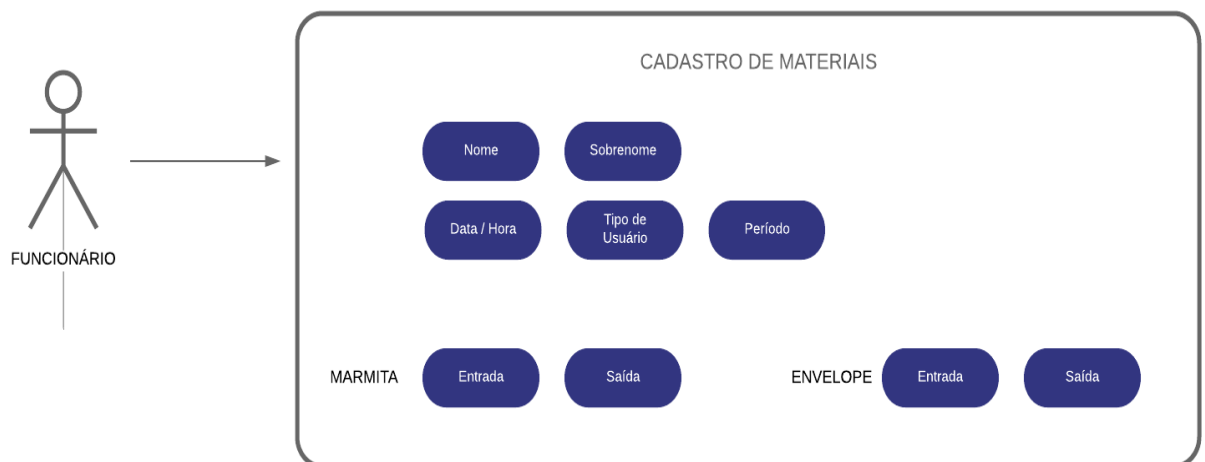 CADASTRO DE MATERIAIS
Nome
Sobrenome
Data / Hora
Tipo de
Usuário
Período
FUNCIONÁRIO
MARMITA
Entrada
Saída
ENVELOPE
Entrada
Saída